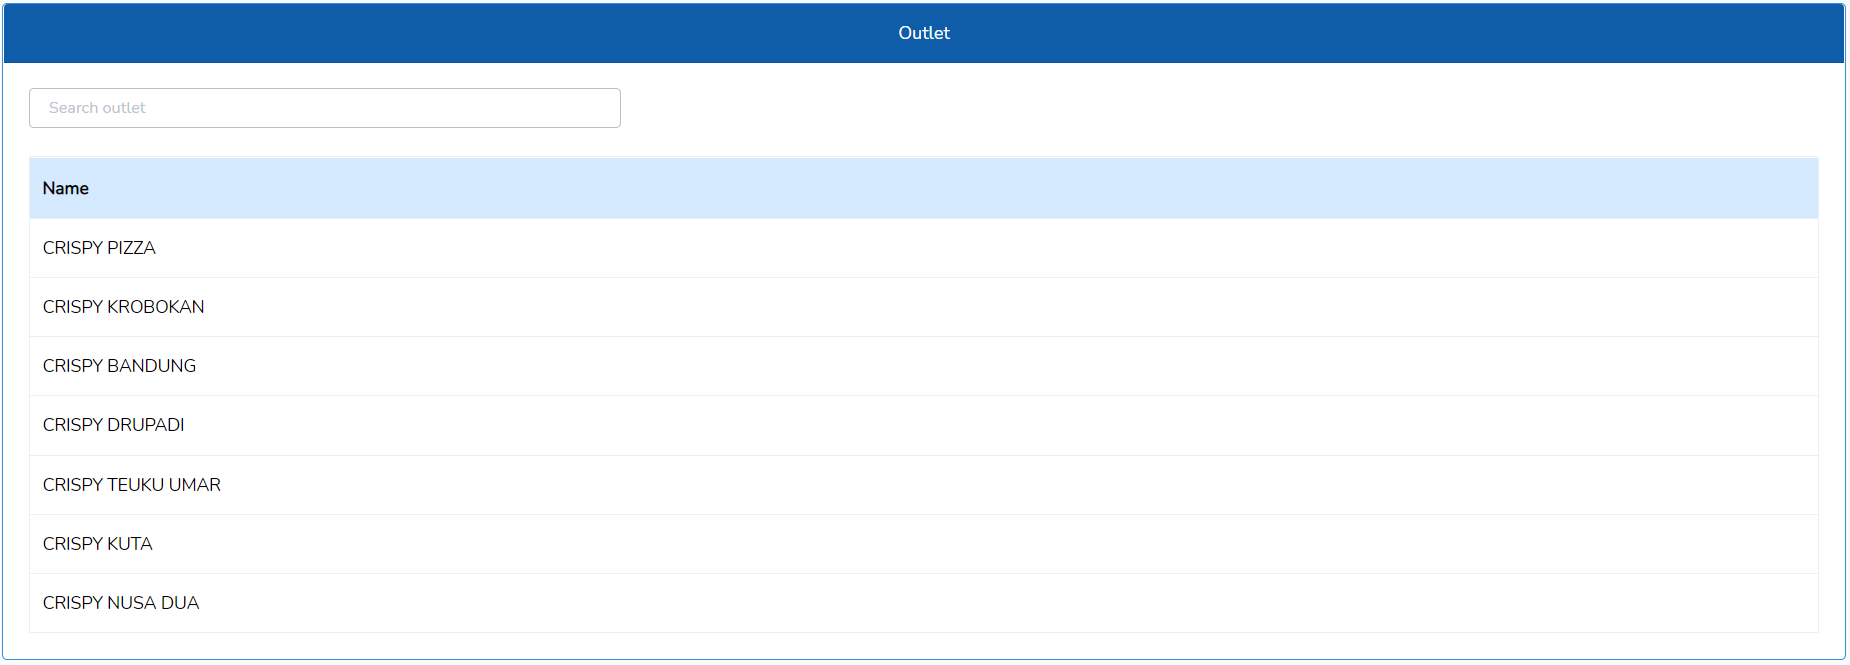 Outlet
Search outlet
Name
CRISPY PIZZA
CRISPY KROBOKAN
CRISPY BANDUNG
CRISPY DRUPADI
CRISPY TEUKU UMAR
CRISPY KUTA
CRISPY NUSA DUA